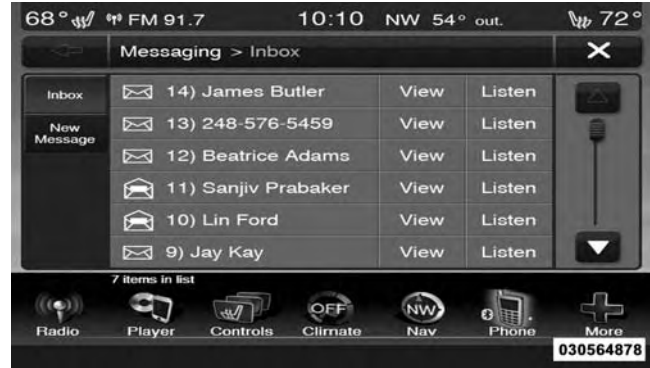 68° FM 91.7 10:10 NW 54° out. 72°
Messaging > Inbox
Inbox
New
Message
14) James Butler View Listen
13) 248-576-5459 View Listen
12) Beatrice Adams View Listen
11) Sanjiv Prabaker View Listen
10) Lin Ford View Listen
9) Jay Kay View Listen
7 items in list
OFF NW
Radio Player Controls Climate Nav Phone More
030564878